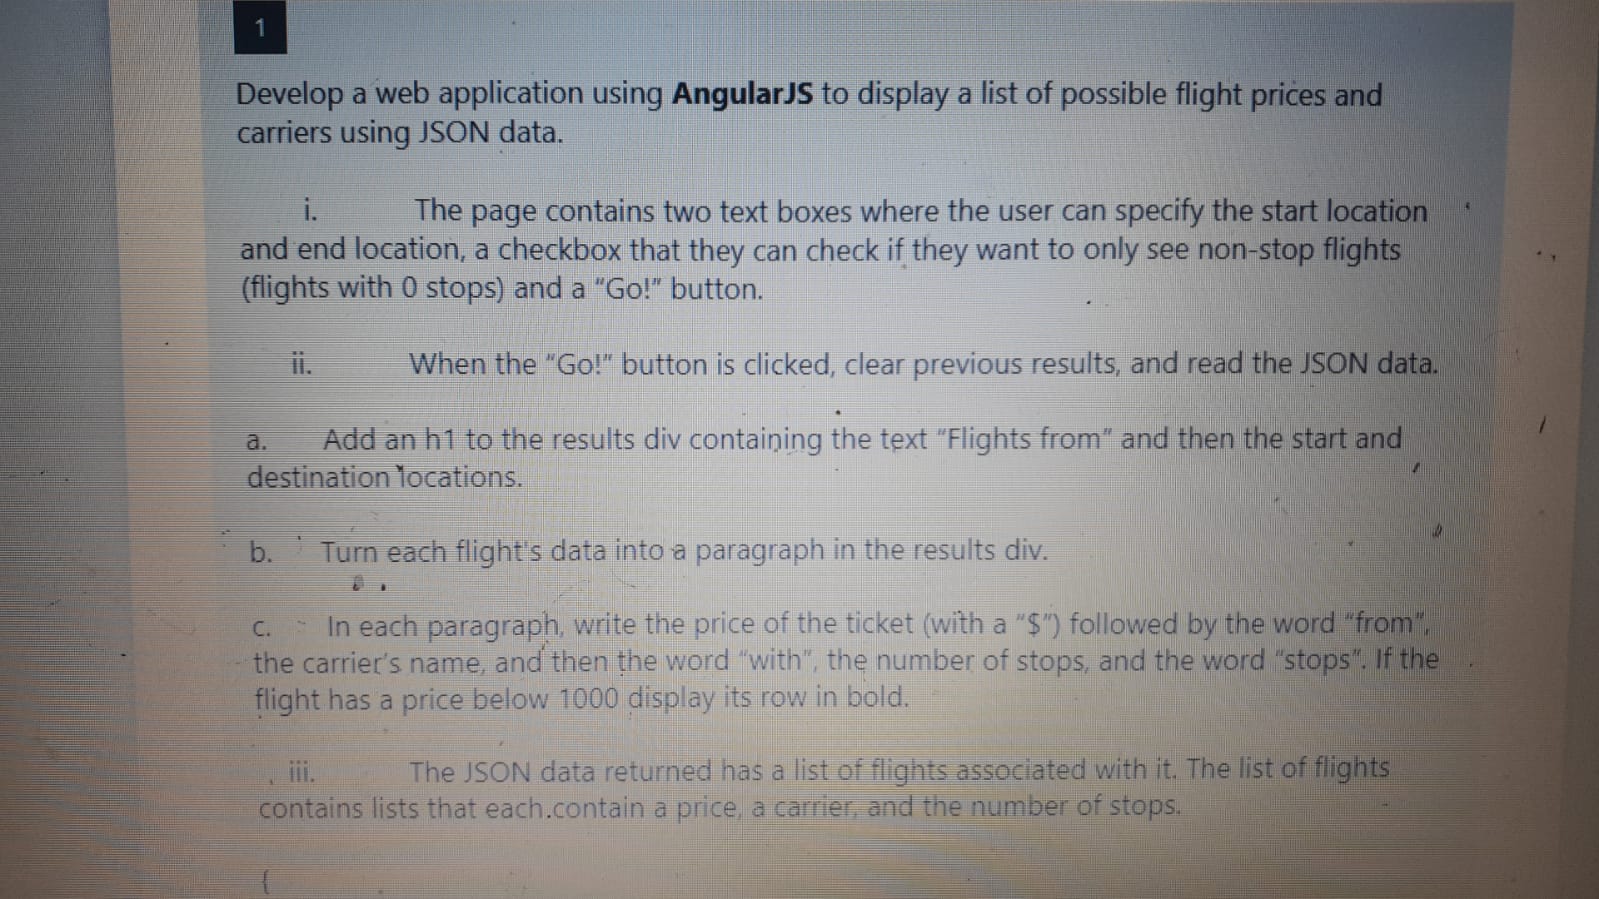 1
Develop a web application using AngularJS to display a list of possible flight prices and
carriers using JSON data.
i. The page contains two text boxes where the user can specify the start location
and end location, a checkbox that they can check if they want to only see non-stop flights
(flights with 0 stops) and a "Go!" button.
ii. When the "Go!" button is clicked, clear previous results, and read the JSON data.
a. Add an h1 to the results div containing the text "Flights from" and then the start and
destination locations.
b. Turn each flight's data into a paragraph in the results div.
c. In each paragraph, write the price of the ticket (with a "$") followed by the word "from",
the carrier's name, and then the word "with", the number of stops, and the word "stops". If the
flight has a price below 1000 display its row in bold.
iii. The JSON data returned has a list of flights associated with it. The list of flights
contains lists that each contain a price, a carrier, and the number of stops.
{